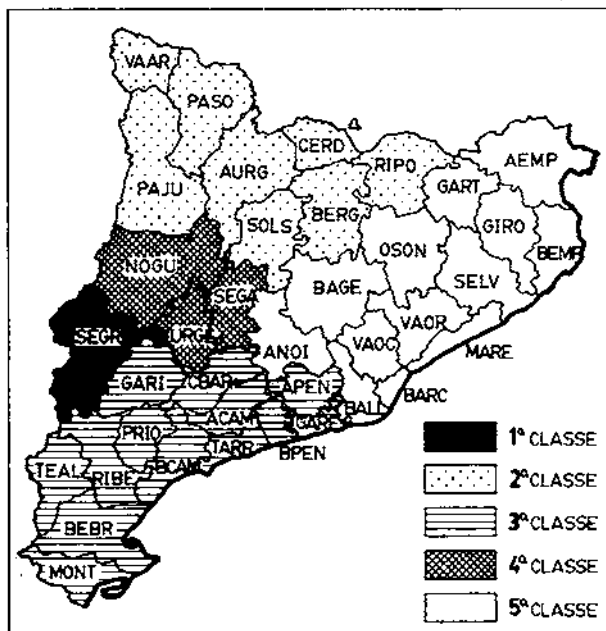 VAAR
PASO
CERD
AEMP
AURG
RIPO
GART
PAJU
BERG
GIRO
SOLS
OSON
BEMP
NOGU
SELV
BAGE
SEGA
VAOR
SEGR
URGE
ANOI
VAOC
MARE
GARI
CBAR
APEN
BALL
BARC
ACAM
GARF
PRIO
TARR
BPEN
TEAL
BCAM
RIBE
BEBR
MONT
1ª CLASSE
2ª CLASSE
3ª CLASSE
4ª CLASSE
5ª CLASSE